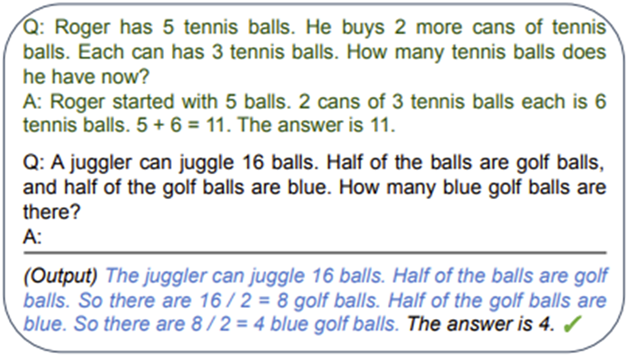 Q: Roger has 5 tennis balls. He buys 2 more cans of tennis
balls. Each can has 3 tennis balls. How many tennis balls does
he have now?
A: Roger started with 5 balls. 2 cans of 3 tennis balls each is 6
tennis balls. 5 + 6 = 11. The answer is 11.
Q: A juggler can juggle 16 balls. Half of the balls are golf balls,
and half of the golf balls are blue. How many blue golf balls are
there?
A:
(Output) The juggler can juggle 16 balls. Half of the balls are golf
balls. So there are 16 / 2 = 8 golf balls. Half of the golf balls are
blue. So there are 8 / 2 = 4 blue golf balls. The answer is 4. ✓